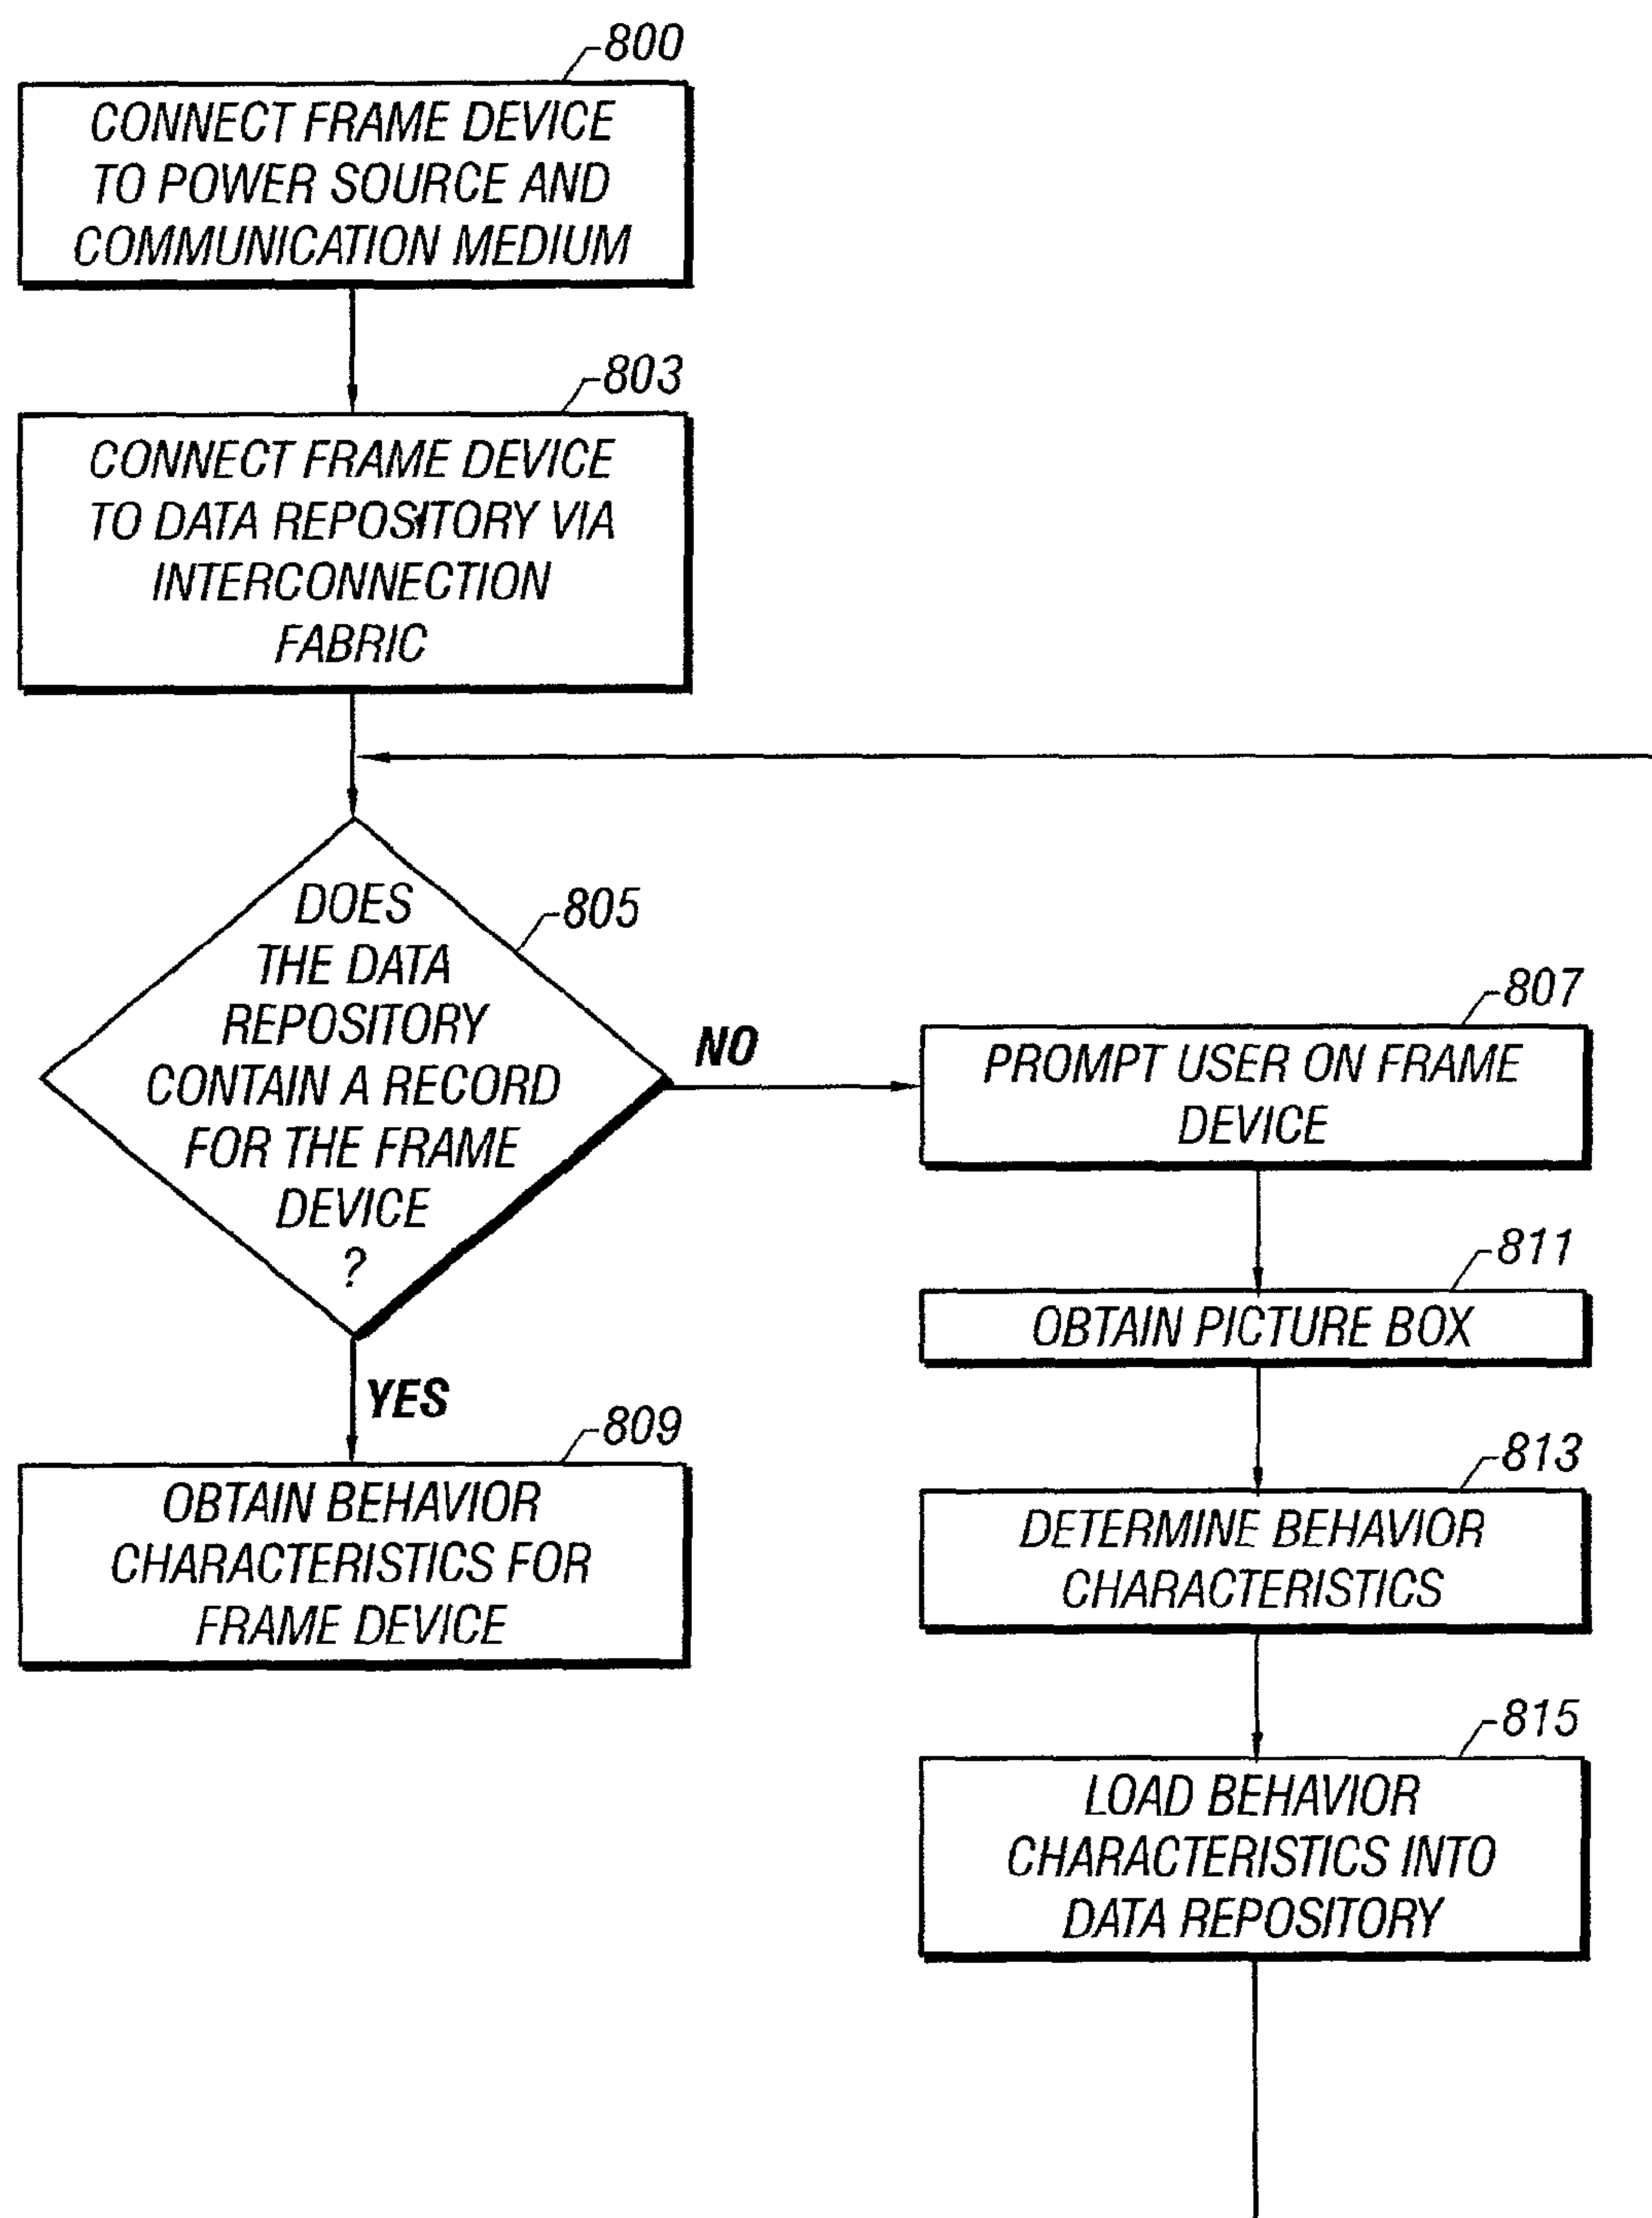 800
CONNECT FRAME DEVICE
TO POWER SOURCE AND
COMMUNICATION MEDIUM
803
CONNECT FRAME DEVICE
TO DATA REPOSITORY VIA
INTERCONNECTION
FABRIC
805
DOES
THE DATA
REPOSITORY
CONTAIN A RECORD
FOR THE FRAME
DEVICE
?
NO
YES
809
OBTAIN BEHAVIOR
CHARACTERISTICS FOR
FRAME DEVICE
807
PROMPT USER ON FRAME
DEVICE
811
OBTAIN PICTURE BOX
813
DETERMINE BEHAVIOR
CHARACTERISTICS
815
LOAD BEHAVIOR
CHARACTERISTICS INTO
DATA REPOSITORY